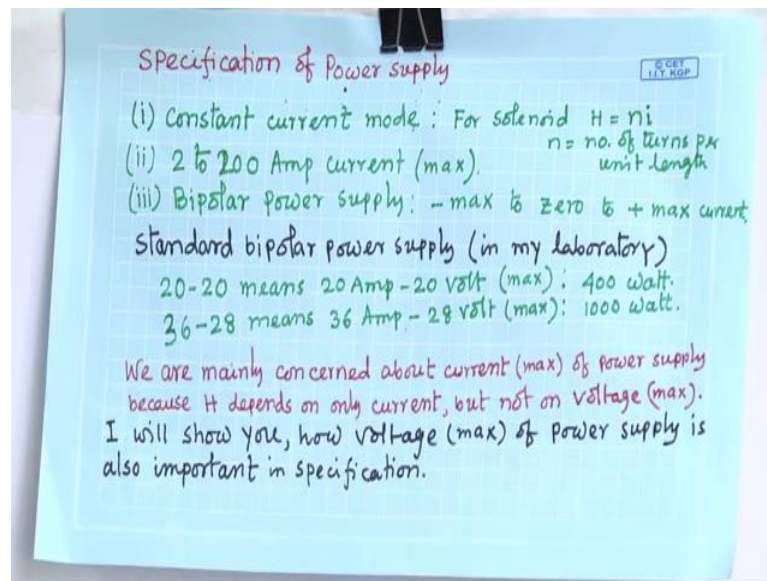 Specification of Power supply
© CET
I.I.T. KGP
(i) Constant current mode : For solenoid H = ni
n = no. of turns per
unit length
(ii) 2 to 200 Amp current (max).
(iii) Bipolar Power supply: - max to zero to + max current
Standard bipolar power supply (in my laboratory)
20-20 means 20 Amp - 20 volt (max) : 400 watt.
36-28 means 36 Amp - 28 volt (max): 1000 watt.
We are mainly concerned about current (max) of power supply
because H depends on only current, but not on voltage (max).
I will show you, how voltage (max) of power supply is
also important in specification.